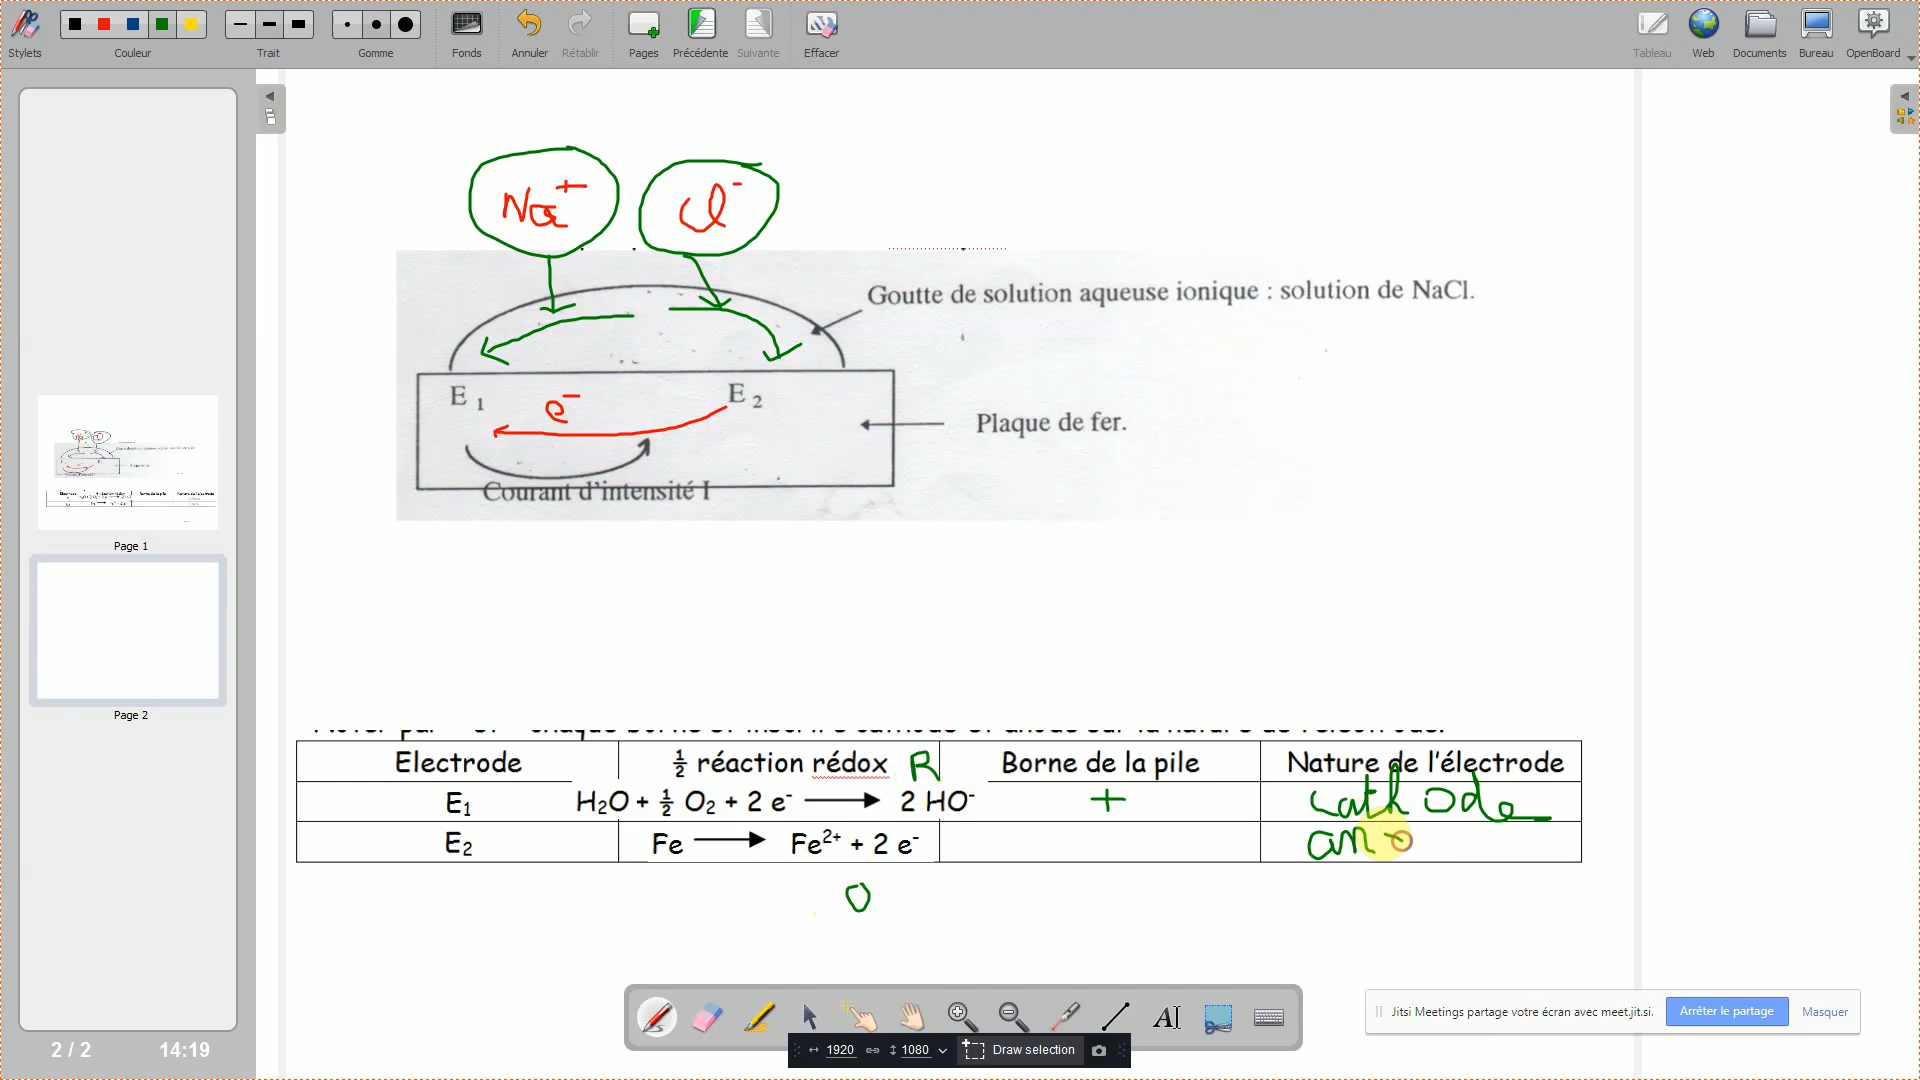 Stylets Couleur Trait Gomme Fonds Annuler Rétablir Pages Précédente Suivante Effacer Tableau Web Documents Bureau OpenBoard
Na+ Cl-
Goutte de solution aqueuse ionique : solution de NaCl.
E 1 e- E 2
Plaque de fer.
Courant d'intensité I
Page 1
Page 2
Electrode ½ réaction rédox R Borne de la pile Nature de l'électrode
E₁ H₂O + ½ O₂ + 2 e⁻ ⟶ 2 HO⁻ + cathode
E₂ Fe ⟶ Fe²⁺ + 2 e⁻ an
O
Jitsi Meetings partage votre écran avec meet.jit.si. Arrêter le partage Masquer
2 / 2 14:19
1920 1080 Draw selection